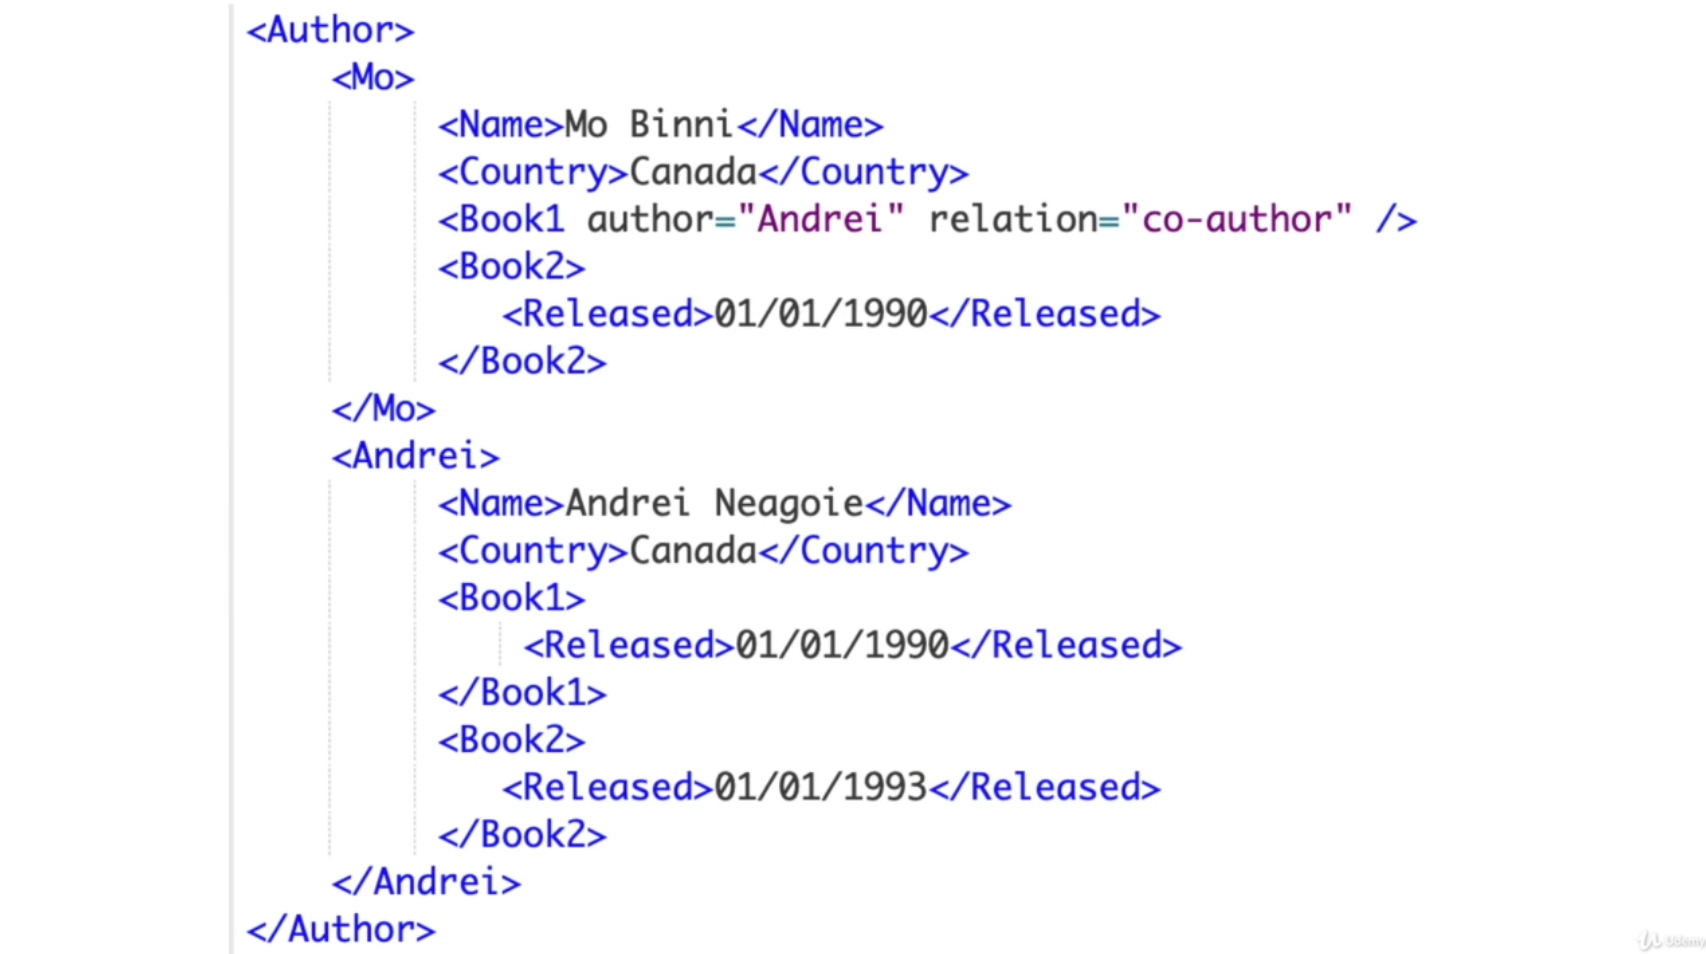 <Author>
<Mo>
<Name>Mo Binni</Name>
<Country>Canada</Country>
<Book1 author="Andrei" relation="co-author" />
<Book2>
<Released>01/01/1990</Released>
</Book2>
</Mo>
<Andrei>
<Name>Andrei Neagoie</Name>
<Country>Canada</Country>
<Book1>
<Released>01/01/1990</Released>
</Book1>
<Book2>
<Released>01/01/1993</Released>
</Book2>
</Andrei>
</Author>
Udemy